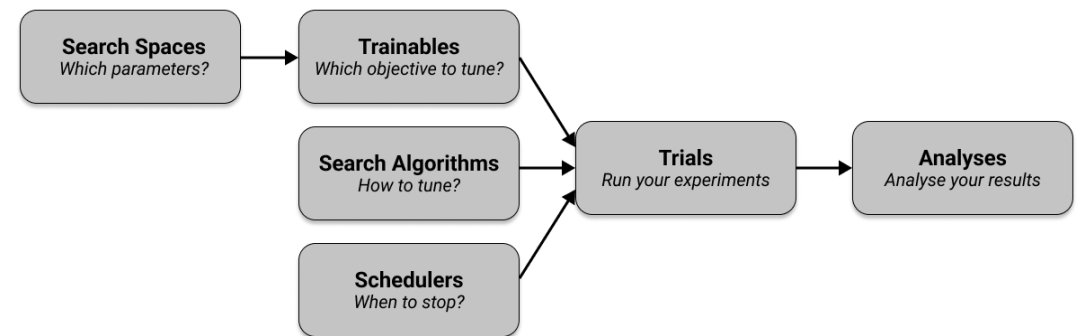 Search Spaces
Which parameters?
Trainables
Which objective to tune?
Search Algorithms
How to tune?
Schedulers
When to stop?
Trials
Run your experiments
Analyses
Analyse your results